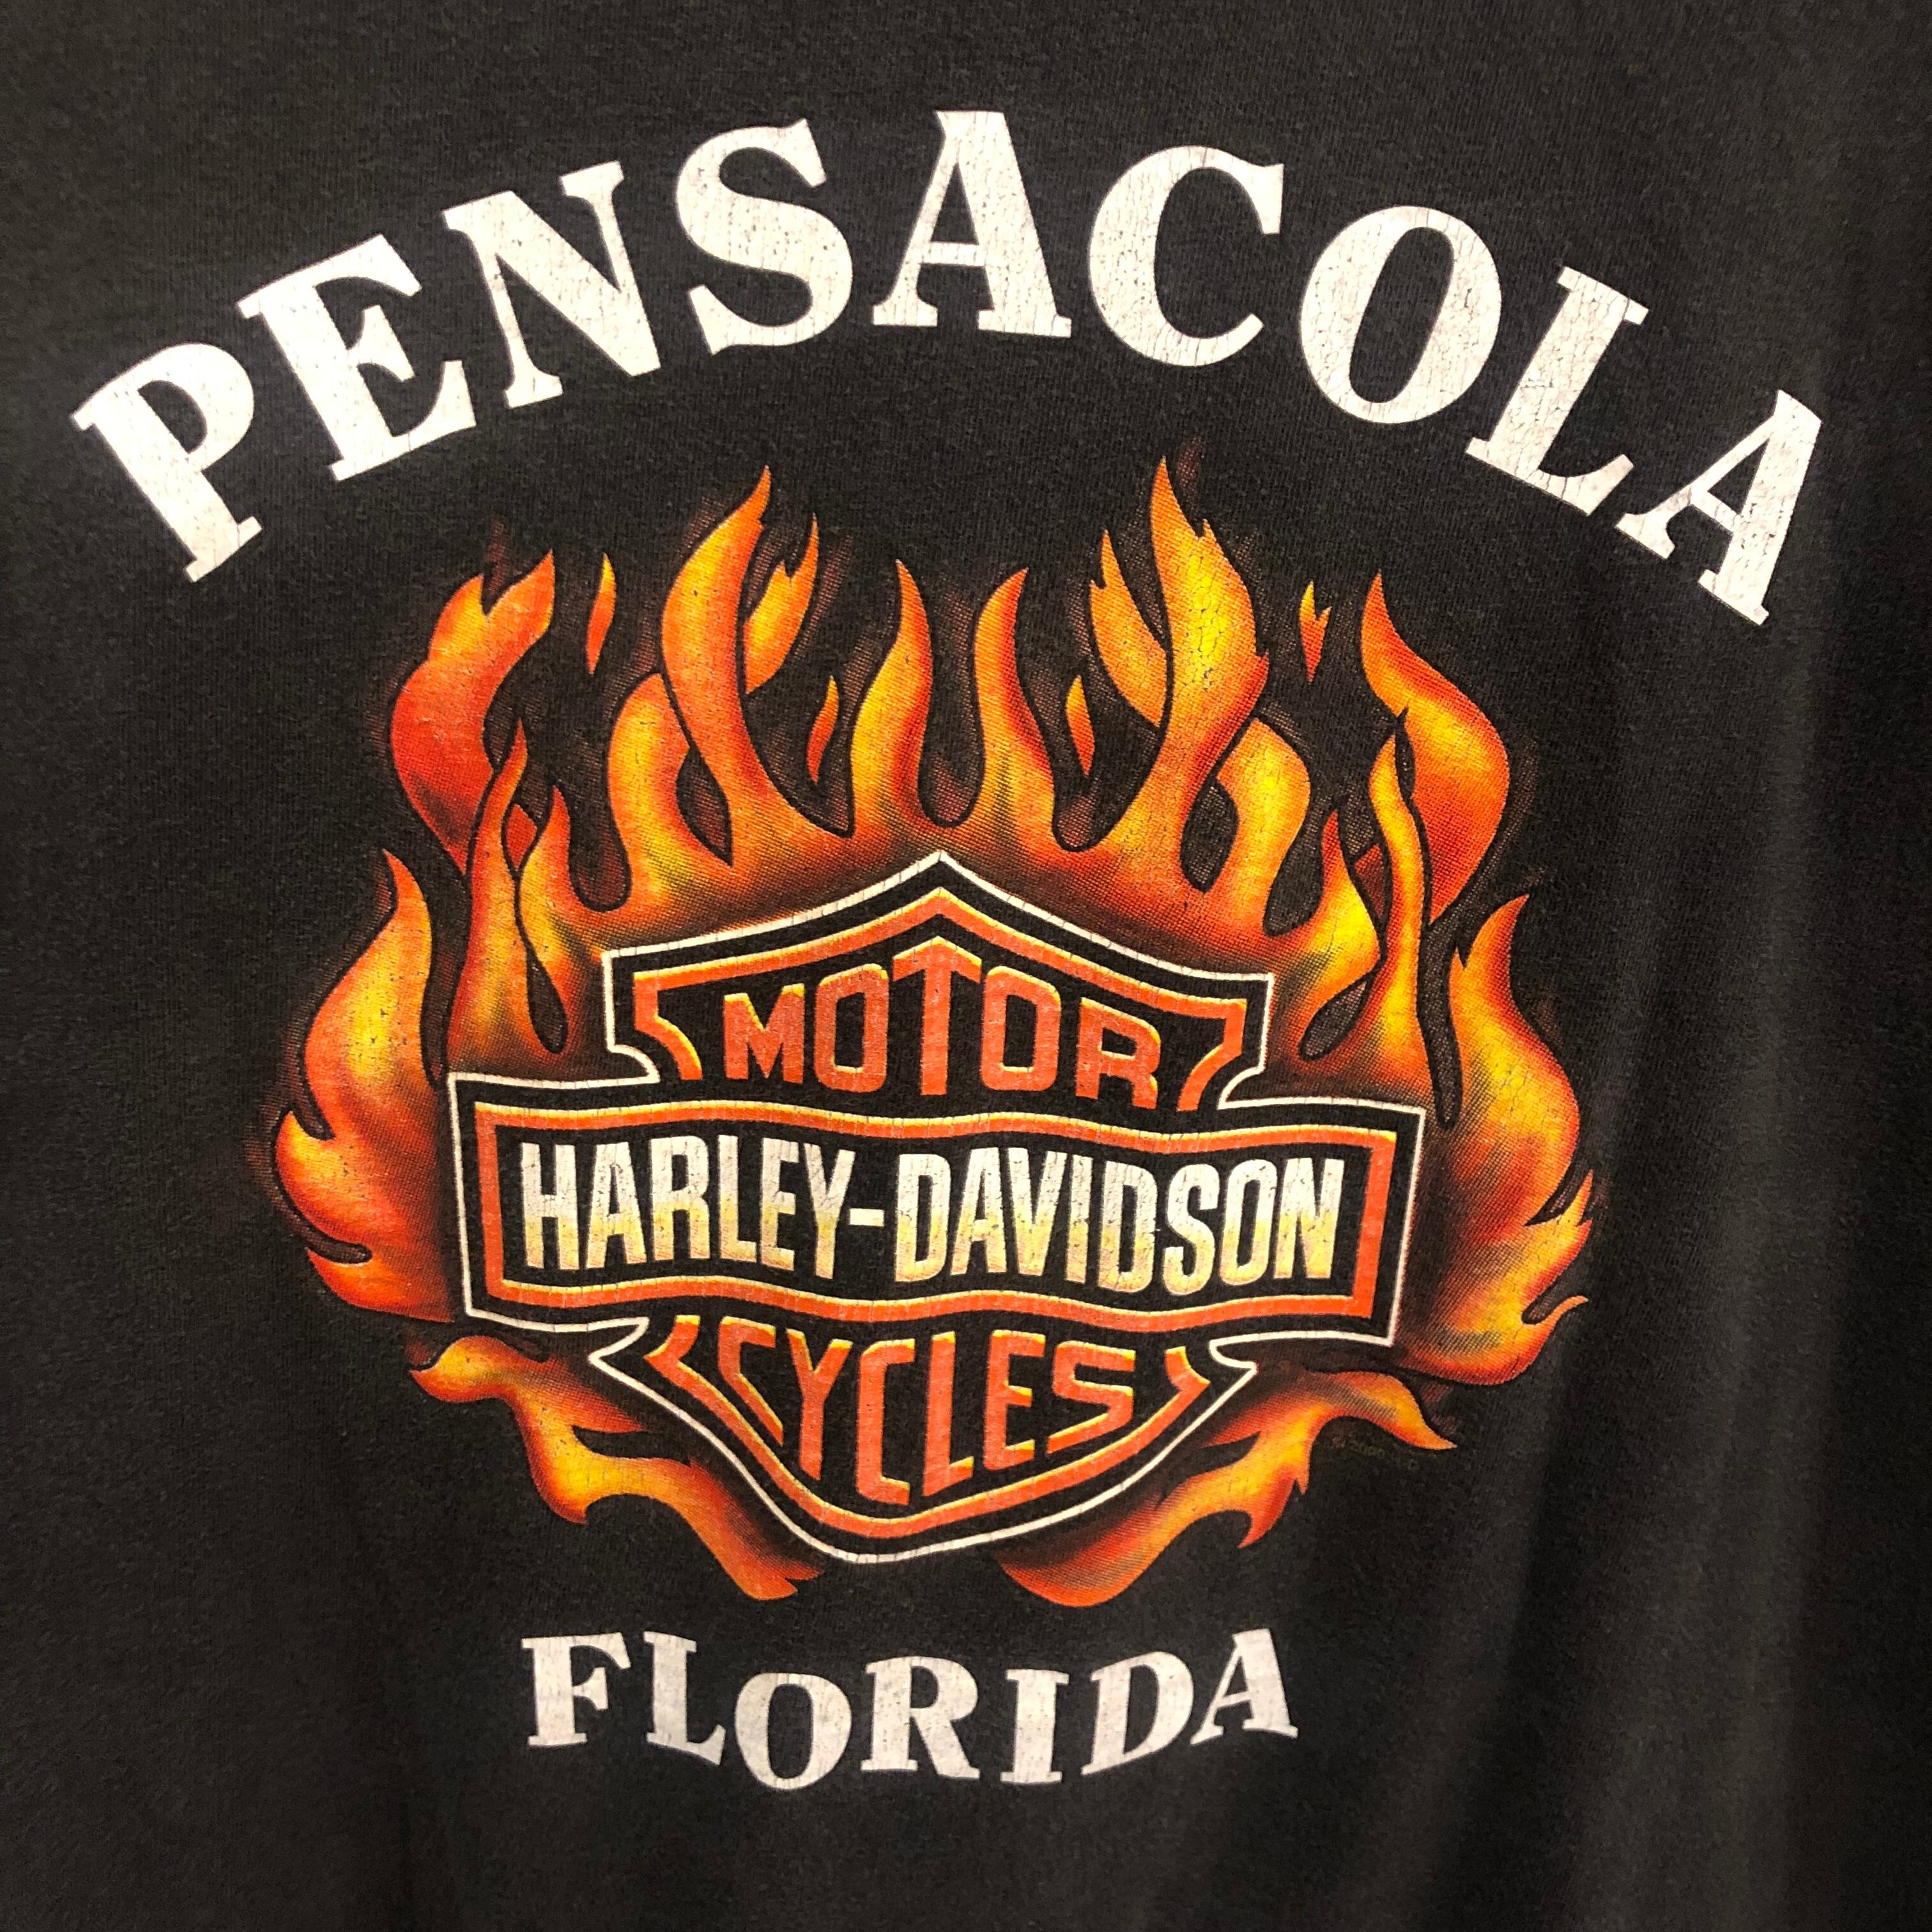 PENSACOLA
MOTOR
HARLEY-DAVIDSON
CYCLES
FLORIDA